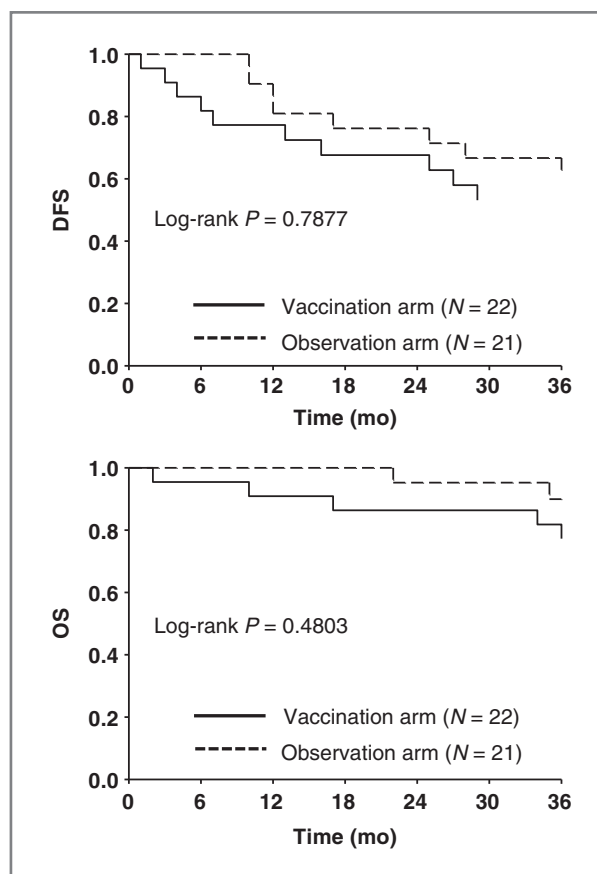 1.0
0.8
0.6
0.4
0.2
0.0
DFS
Log-rank P = 0.7877
Vaccination arm (N = 22)
Observation arm (N = 21)
0 6 12 18 24 30 36
Time (mo)
1.0
0.8
0.6
0.4
0.2
0.0
OS
Log-rank P = 0.4803
Vaccination arm (N = 22)
Observation arm (N = 21)
0 6 12 18 24 30 36
Time (mo)